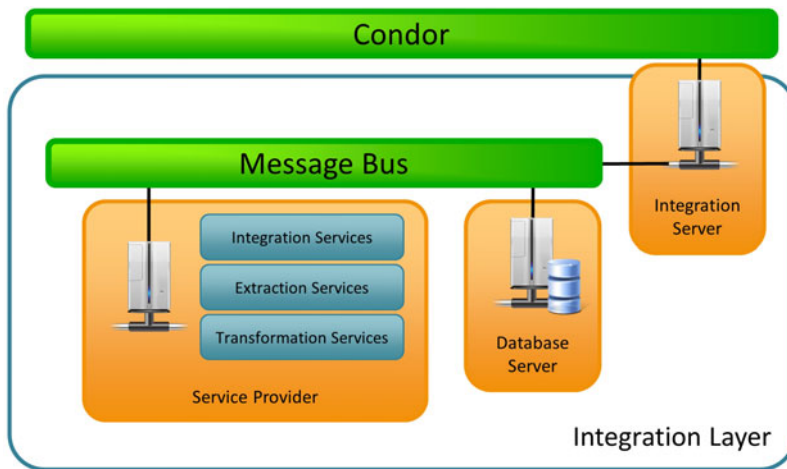 Condor
Message Bus
Integration
Server
Integration Services
Extraction Services
Transformation Services
Service Provider
Database
Server
Integration Layer